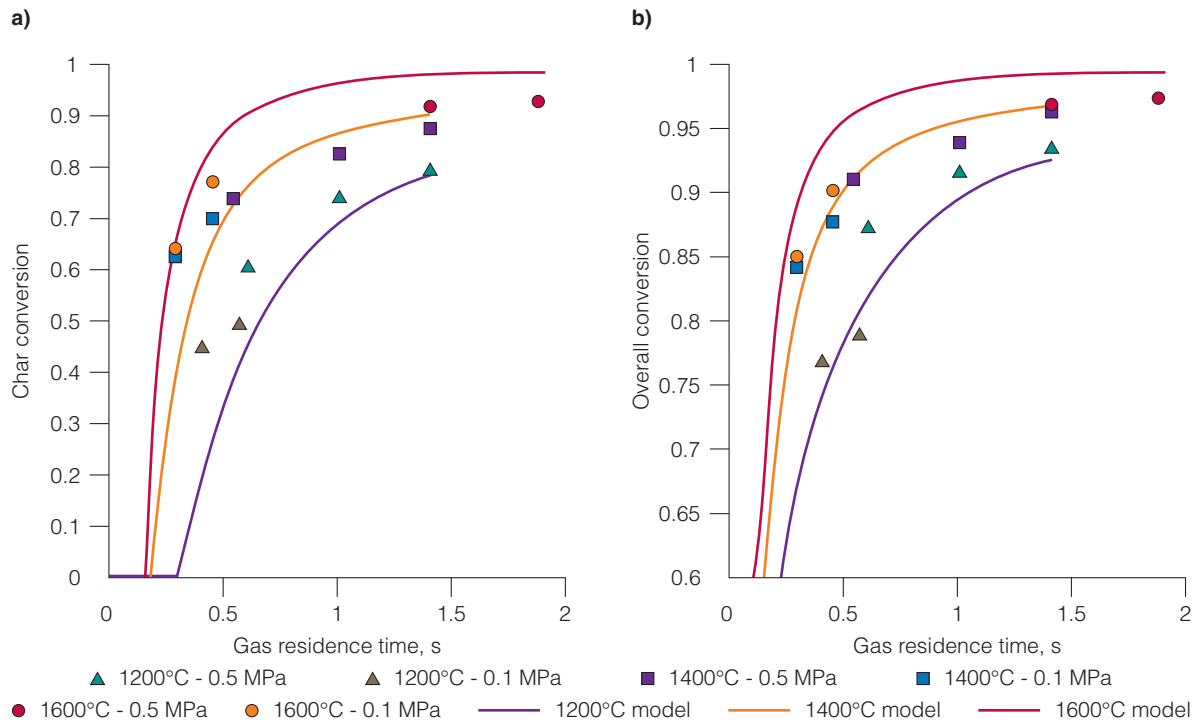 a)
Char conversion
1
0.9
0.8
0.7
0.6
0.5
0.4
0.3
0.2
0.1
0
0 0.5 1 1.5 2
Gas residence time, s
b)
Overall conversion
1
0.95
0.9
0.85
0.8
0.75
0.7
0.65
0.6
0 0.5 1 1.5 2
Gas residence time, s
1200°C - 0.5 MPa 1200°C - 0.1 MPa 1400°C - 0.5 MPa 1400°C - 0.1 MPa
1600°C - 0.5 MPa 1600°C - 0.1 MPa 1200°C model 1400°C model 1600°C model